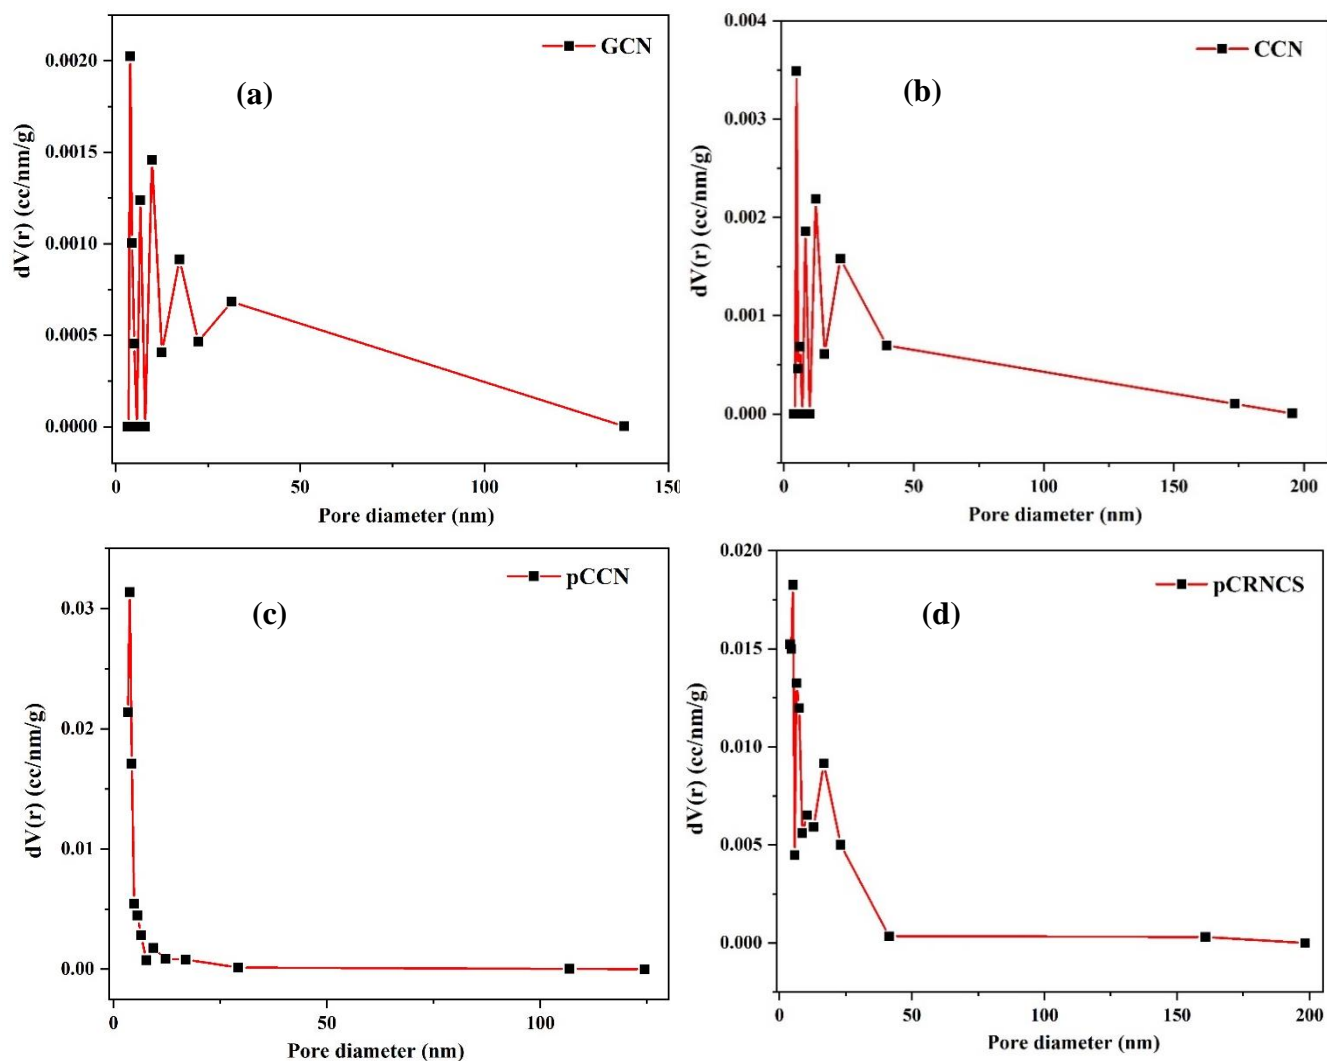 GCN
(a)
dV(r) (cc/nm/g)
0.0020
0.0015
0.0010
0.0005
0.0000
0 50 100 150
Pore diameter (nm)
CCN
(b)
dV(r) (cc/nm/g)
0.004
0.003
0.002
0.001
0.000
0 50 100 150 200
Pore diameter (nm)
pCCN
(c)
dV(r) (cc/nm/g)
0.03
0.02
0.01
0.00
0 50 100
Pore diameter (nm)
pCRNCS
(d)
dV(r) (cc/nm/g)
0.020
0.015
0.010
0.005
0.000
0 50 100 150 200
Pore diameter (nm)